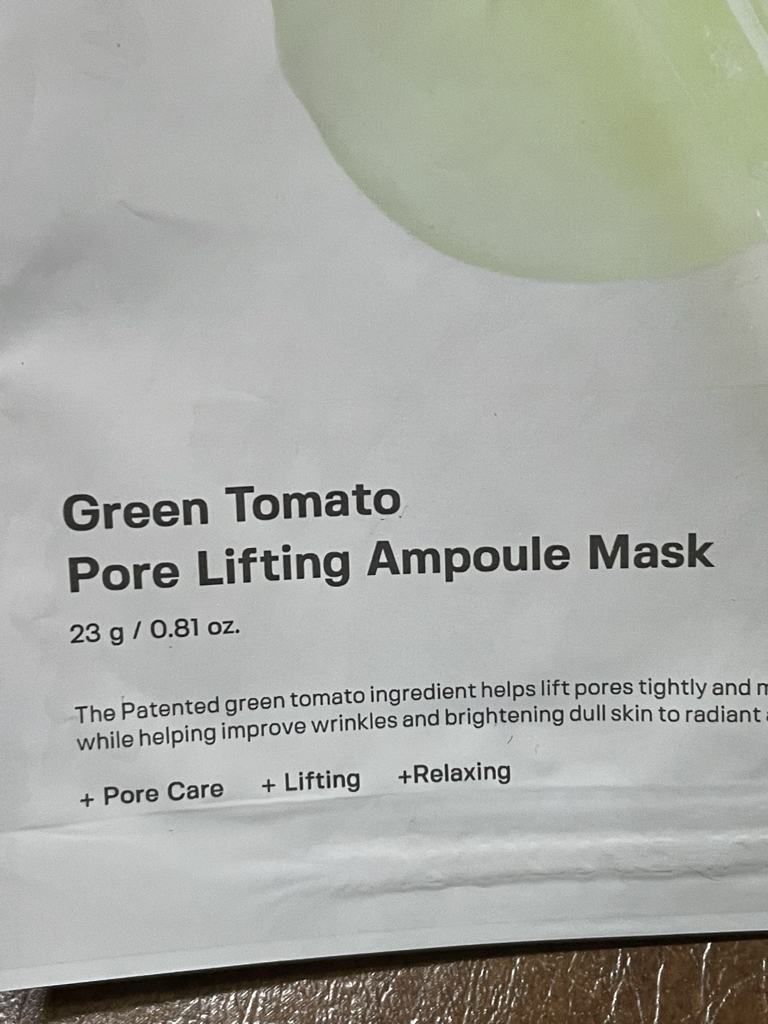 Green Tomato
Pore Lifting Ampoule Mask
23 g / 0.81 oz.
The Patented green tomato ingredient helps lift pores tightly and
while helping improve wrinkles and brightening dull skin to radiant
+ Pore Care + Lifting +Relaxing